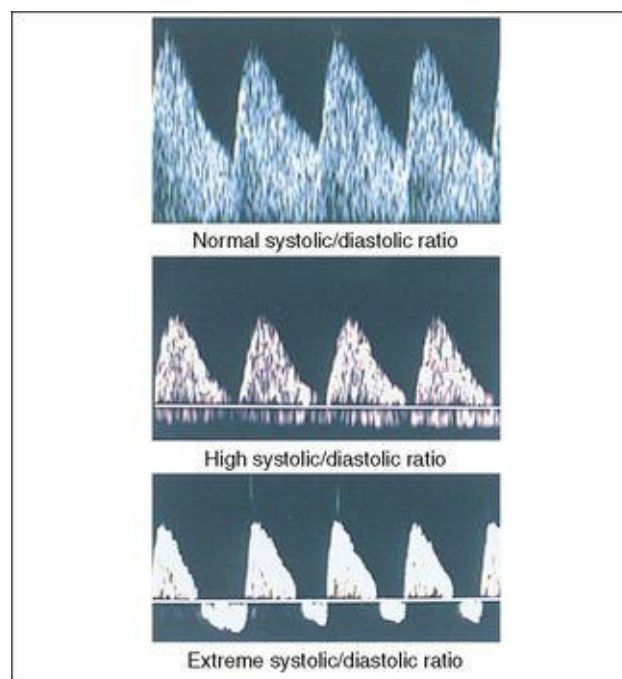 Normal systolic/diastolic ratio
High systolic/diastolic ratio
Extreme systolic/diastolic ratio